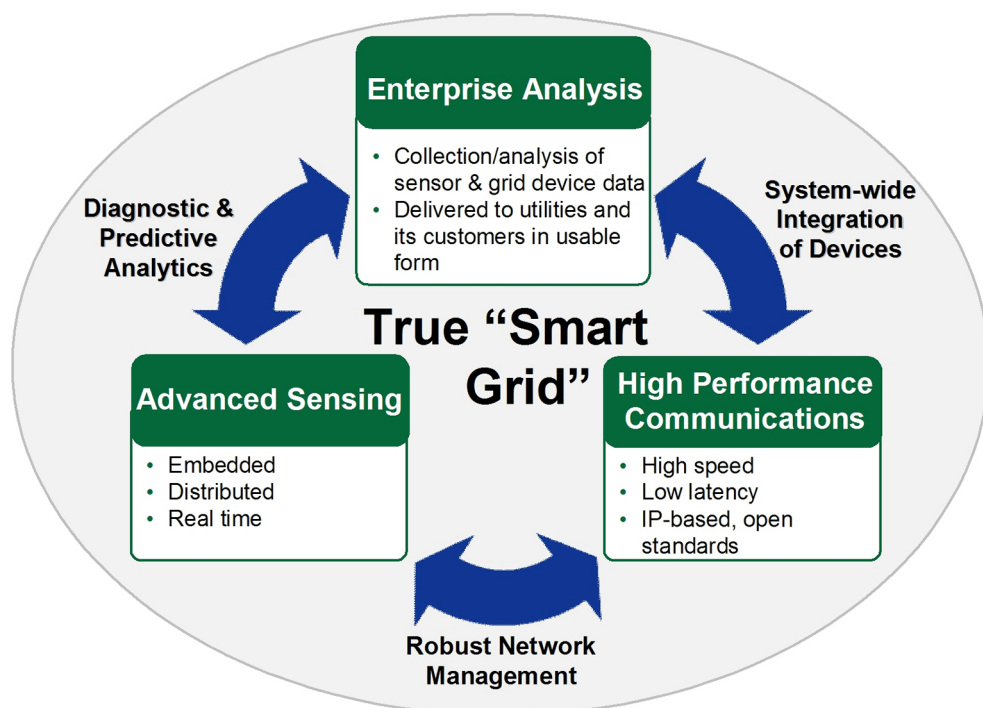 Enterprise Analysis
• Collection/analysis of
sensor & grid device data
• Delivered to utilities and
its customers in usable
form
Diagnostic &
Predictive
Analytics
System-wide
Integration
of Devices
True “Smart
Grid”
Advanced Sensing
• Embedded
• Distributed
• Real time
High Performance
Communications
• High speed
• Low latency
• IP-based, open
standards
Robust Network
Management